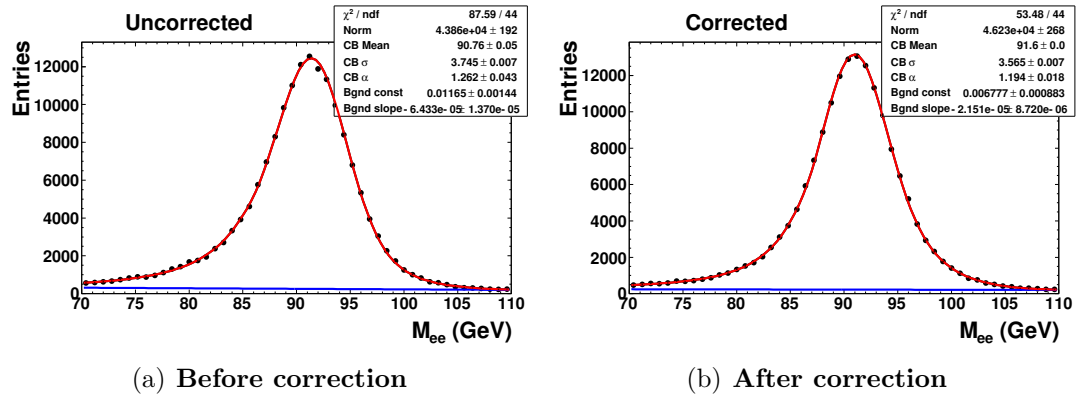 Uncorrected
χ² / ndf 87.59 / 44
Norm 4.386e+04 ± 192
CB Mean 90.76 ± 0.05
CB σ 3.745 ± 0.007
CB α 1.262 ± 0.043
Bgnd const 0.01165 ± 0.00144
Bgnd slope - 6.433e- 05 ± 1.370e- 05
Entries
12000
10000
8000
6000
4000
2000
0
70 75 80 85 90 95 100 105 110
M_ee (GeV)
(a) Before correction
Corrected
χ² / ndf 53.48 / 44
Norm 4.623e+04 ± 268
CB Mean 91.6 ± 0.0
CB σ 3.565 ± 0.007
CB α 1.194 ± 0.018
Bgnd const 0.006777 ± 0.000883
Bgnd slope - 2.151e- 05 ± 8.720e- 06
Entries
12000
10000
8000
6000
4000
2000
0
70 75 80 85 90 95 100 105 110
M_ee (GeV)
(b) After correction